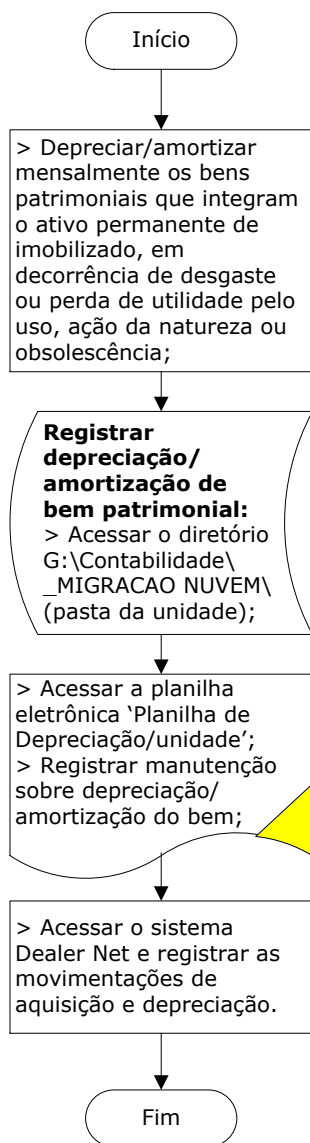 Início
> Depreciar/amortizar
mensalmente os bens
patrimoniais que integram
o ativo permanente de
imobilizado, em
decorrência de desgaste
ou perda de utilidade pelo
uso, ação da natureza ou
obsolescência;
Registrar
depreciação/
amortização de
bem patrimonial:
> Acessar o diretório
G:\Contabilidade\
_MIGRACAO NUVEM\
(pasta da unidade);
> Acessar a planilha
eletrônica ‘Planilha de
Depreciação/unidade’;
> Registrar manutenção
sobre depreciação/
amortização do bem;
> Acessar o sistema
Dealer Net e registrar as
movimentações de
aquisição e depreciação.
Fim